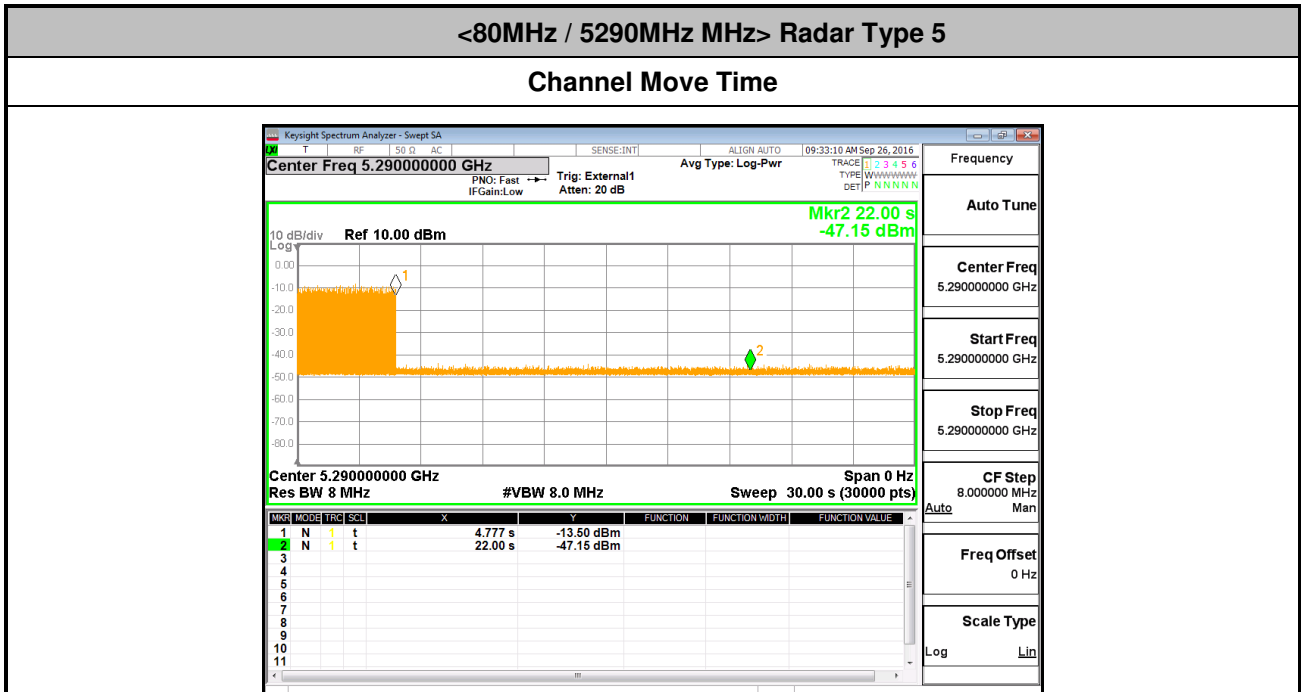 <80MHz / 5290MHz MHz> Radar Type 5
Channel Move Time
Keysight Spectrum Analyzer - Swept SA
LXI T RF 50 Ω AC SENSE:INT ALIGN AUTO 09:33:10 AM Sep 26, 2016
Center Freq 5.290000000 GHz
PNO: Fast
IFGain:Low
Trig: External1
Atten: 20 dB
Avg Type: Log-Pwr
TRACE 1 2 3 4 5 6
TYPE WWWWWW
DET P N N N N N
Mkr2 22.00 s
-47.15 dBm
10 dB/div Ref 10.00 dBm
Log
0.00
-10.0
-20.0
-30.0
-40.0
-50.0
-60.0
-70.0
-80.0
1
2
Center 5.290000000 GHz Span 0 Hz
Res BW 8 MHz #VBW 8.0 MHz Sweep 30.00 s (30000 pts)
MKR MODE TRC SCL X Y FUNCTION FUNCTION WIDTH FUNCTION VALUE
1 N 1 t 4.777 s -13.50 dBm
2 N 1 t 22.00 s -47.15 dBm
3
4
5
6
7
8
9
10
11
Frequency
Auto Tune
Center Freq
5.290000000 GHz
Start Freq
5.290000000 GHz
Stop Freq
5.290000000 GHz
CF Step
8.000000 MHz
Auto Man
Freq Offset
0 Hz
Scale Type
Log Lin